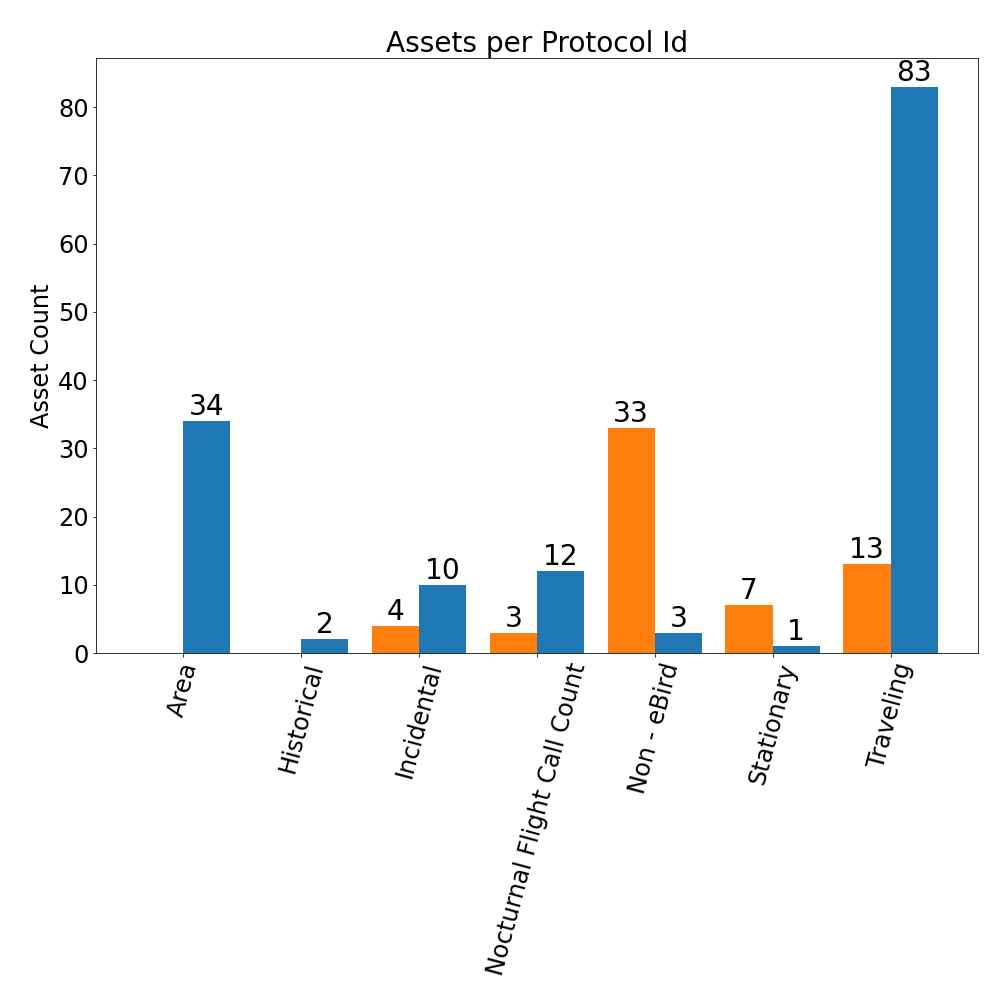 Assets per Protocol Id
Asset Count
80
70
60
50
40
30
20
10
0
34
2
4
10
3
12
33
3
7
1
13
83
Area
Historical
Incidental
Nocturnal Flight Call Count
Non - eBird
Stationary
Traveling